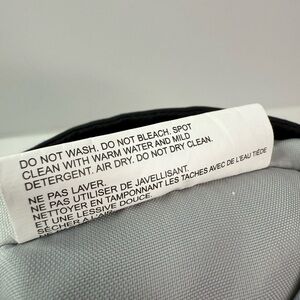 DO NOT WASH. DO NOT BLEACH. SPOT
CLEAN WITH WARM WATER AND MILD
DETERGENT. AIR DRY. DO NOT DRY CLEAN.
NE PAS LAVER.
NE PAS UTILISER DE JAVELLISANT.
NETTOYER EN TAMPONNANT LES TACHES AVEC DE L'EAU TIÈDE
ET UNE LESSIVE DOUCE.
SÉCHER À L'AIR